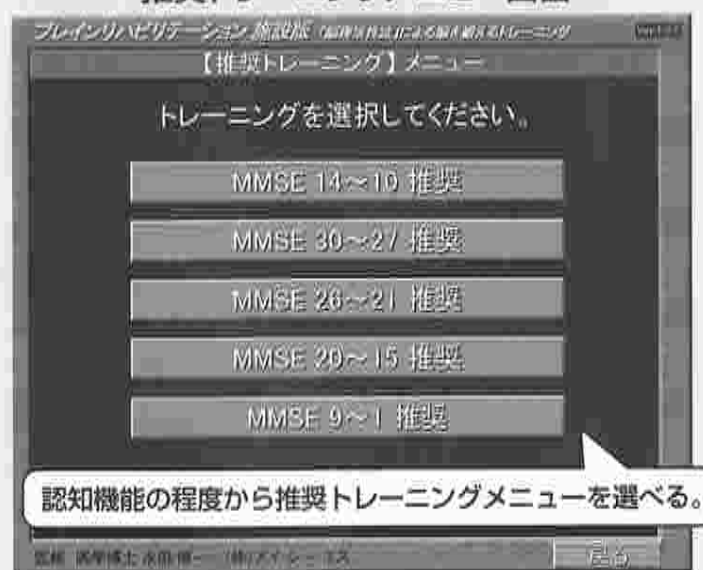 ブレインリハビリテーション 施設版
【推奨トレーニング】メニュー
トレーニングを選択してください。
MMSE 14～10 推奨
MMSE 30～27 推奨
MMSE 26～21 推奨
MMSE 20～15 推奨
MMSE 9～1 推奨
認知機能の程度から推奨トレーニングメニューを選べる。
戻る